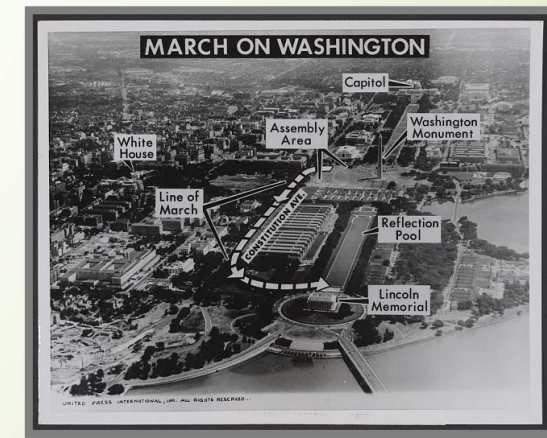 MARCH ON WASHINGTON
Capitol
Washington
Monument
Assembly
Area
White
House
Line of
March
CONSTITUTION AVE.
Reflection
Pool
Lincoln
Memorial
UNITED PRESS INTERNATIONAL, INC. ALL RIGHTS RESERVED...